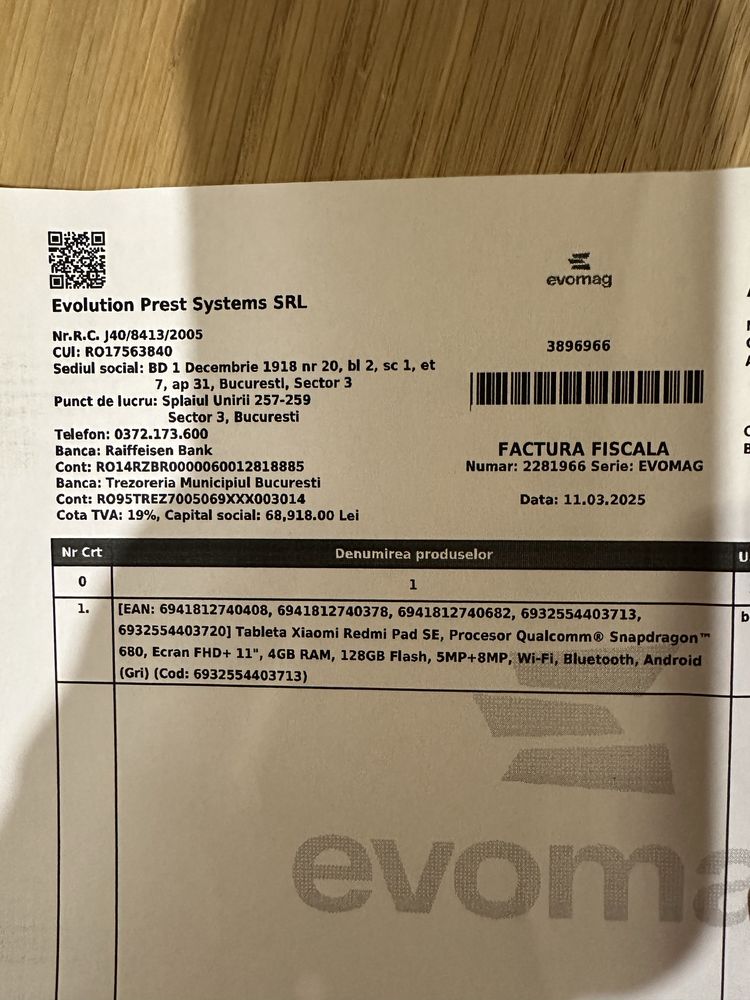 Evolution Prest Systems SRL
Nr.R.C. J40/8413/2005
CUI: RO17563840
Sediul social: BD 1 Decembrie 1918 nr 20, bl 2, sc 1, et
7, ap 31, Bucuresti, Sector 3
Punct de lucru: Splaiul Unirii 257-259
Sector 3, Bucuresti
Telefon: 0372.173.600
Banca: Raiffeisen Bank
Cont: RO14RZBR0000060012818885
Banca: Trezoreria Municipiul Bucuresti
Cont: RO95TREZ7005069XXX003014
Cota TVA: 19%, Capital social: 68,918.00 Lei
evomag
3896966
FACTURA FISCALA
Numar: 2281966 Serie: EVOMAG
Data: 11.03.2025
Nr Crt Denumirea produselor
0 1
1. [EAN: 6941812740408, 6941812740378, 6941812740682, 6932554403713,
6932554403720] Tableta Xiaomi Redmi Pad SE, Procesor Qualcomm® Snapdragon™
680, Ecran FHD+ 11", 4GB RAM, 128GB Flash, 5MP+8MP, Wi-Fi, Bluetooth, Android
(Gri) (Cod: 6932554403713)
evoma